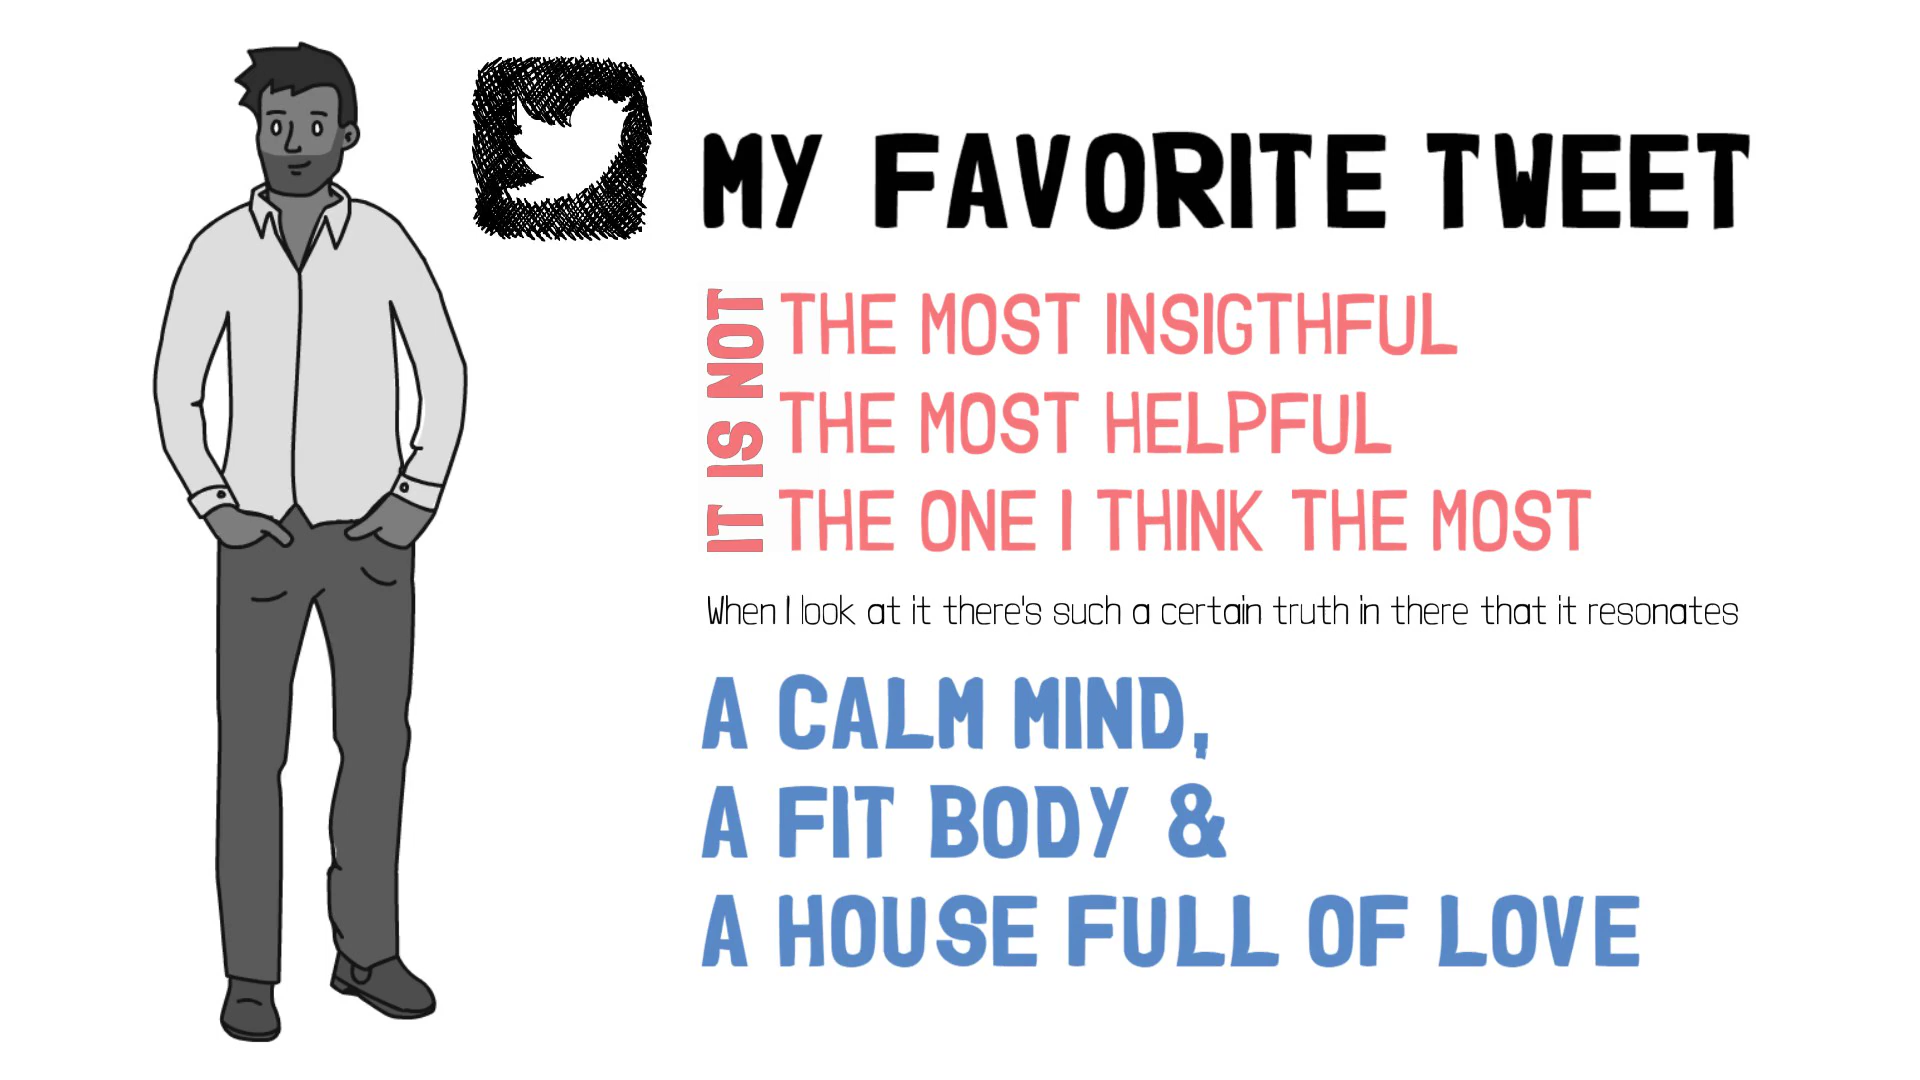 MY FAVORITE TWEET
IT IS NOT
THE MOST INSIGTHFUL
THE MOST HELPFUL
THE ONE I THINK THE MOST
When I look at it there's such a certain truth in there that it resonates
A CALM MIND,
A FIT BODY &
A HOUSE FULL OF LOVE